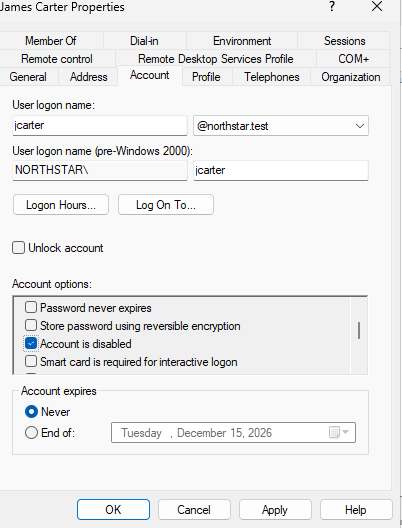 James Carter Properties
Member Of Dial-in Environment Sessions
Remote control Remote Desktop Services Profile COM+
General Address Account Profile Telephones Organization
User logon name:
jcarter @northstar.test
User logon name (pre-Windows 2000):
NORTHSTAR\ jcarter
Logon Hours... Log On To...
Unlock account
Account options:
Password never expires
Store password using reversible encryption
Account is disabled
Smart card is required for interactive logon
Account expires
Never
End of: Tuesday , December 15, 2026
OK Cancel Apply Help